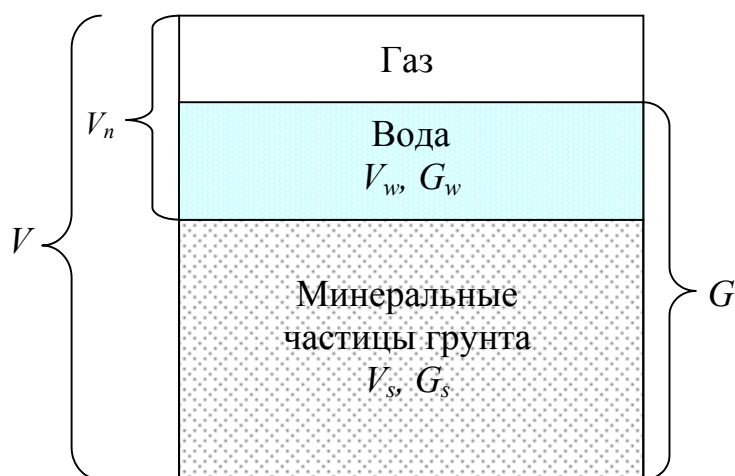 Газ
V_n
Вода
V_w, G_w
V
Минеральные
частицы грунта
V_s, G_s
G